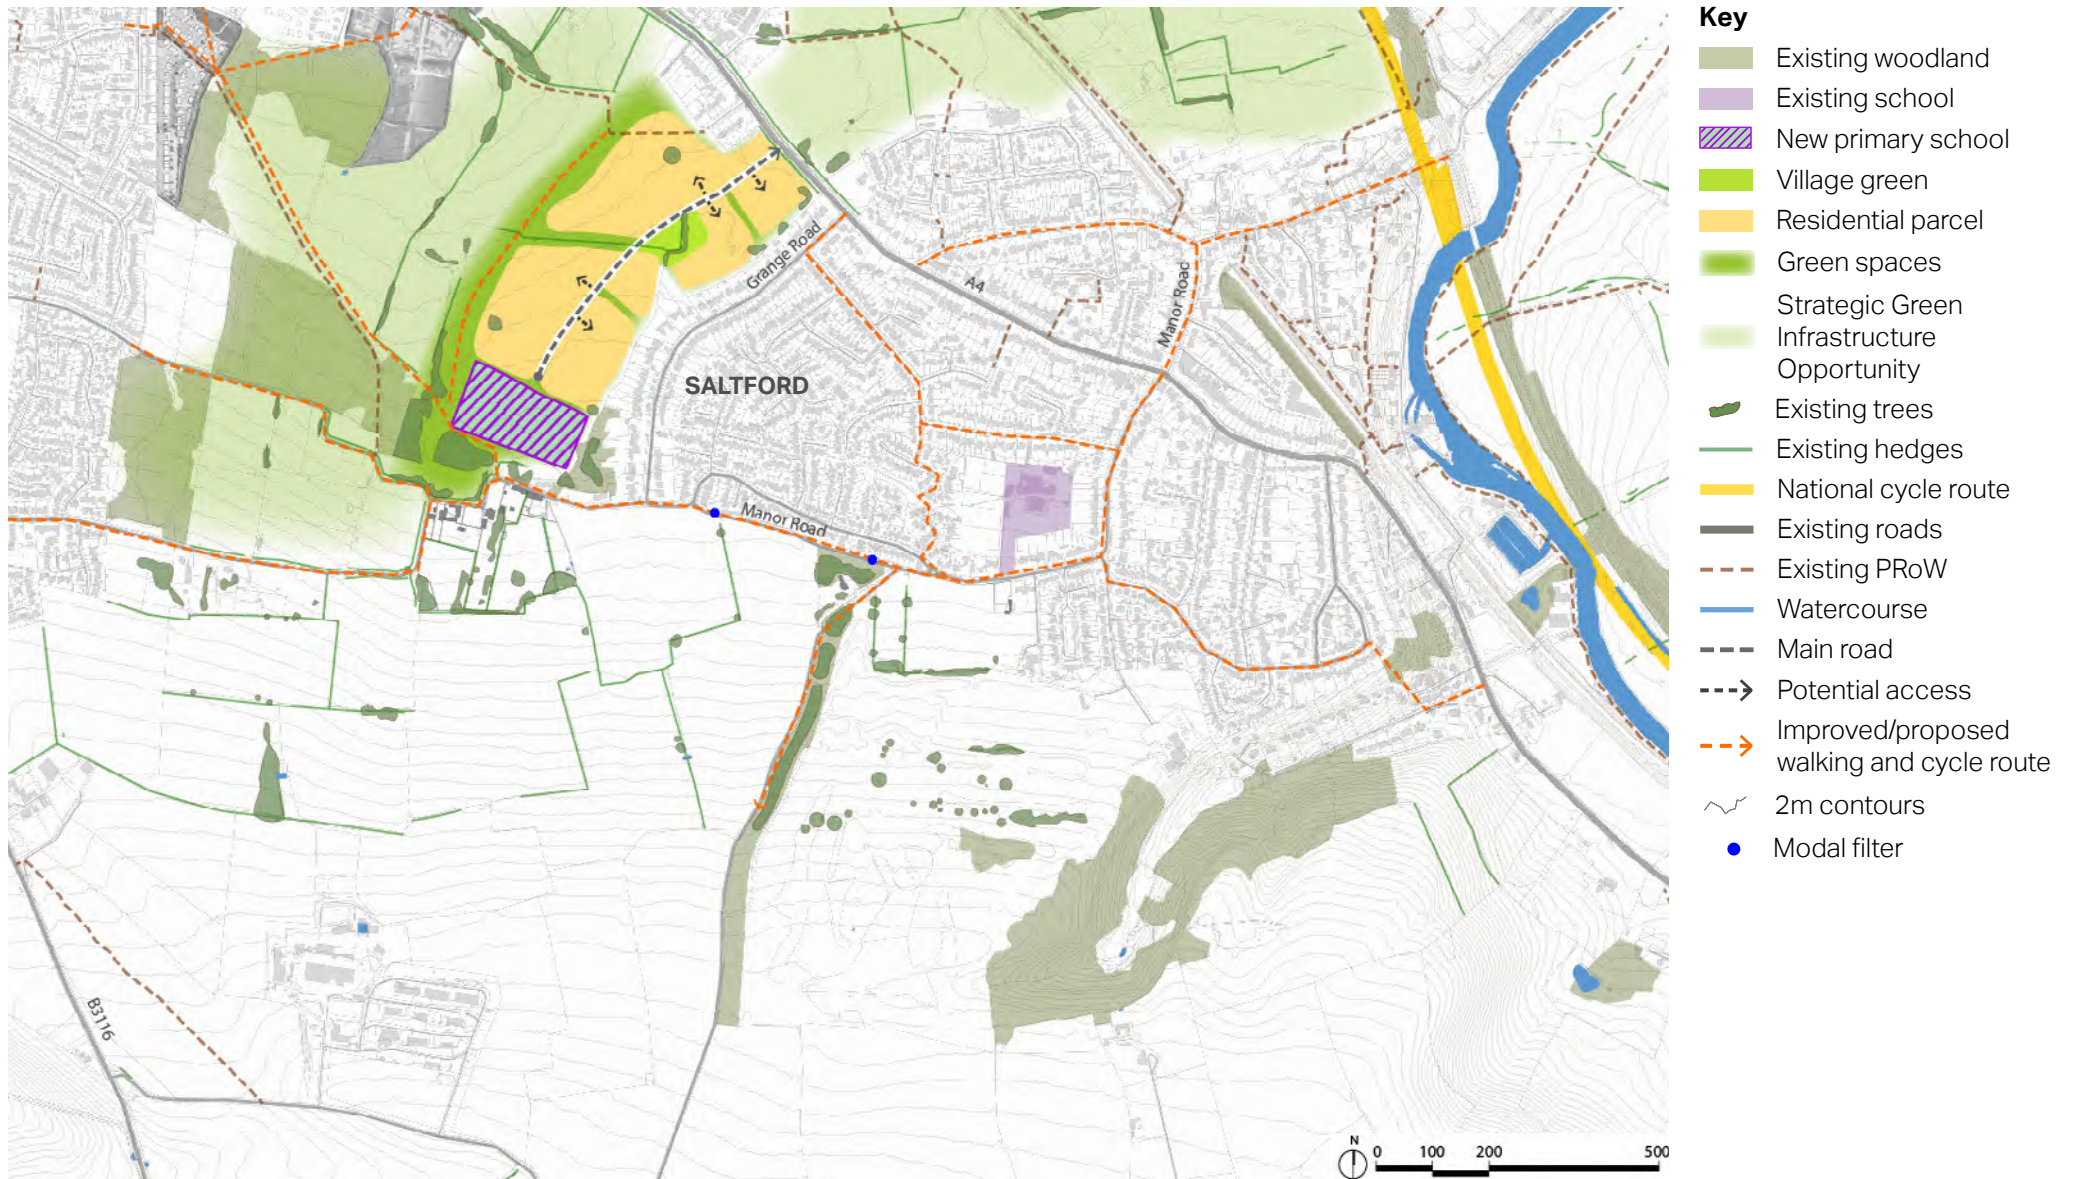 Key
Existing woodland
Existing school
New primary school
Village green
Residential parcel
Green spaces
Strategic Green
Infrastructure
Opportunity
Existing trees
Existing hedges
National cycle route
Existing roads
Existing PRoW
Watercourse
Main road
Potential access
Improved/proposed
walking and cycle route
2m contours
Modal filter
Grange Road
A4
Manor Road
SALTFORD
Manor Road
B3116
N
0 100 200 500